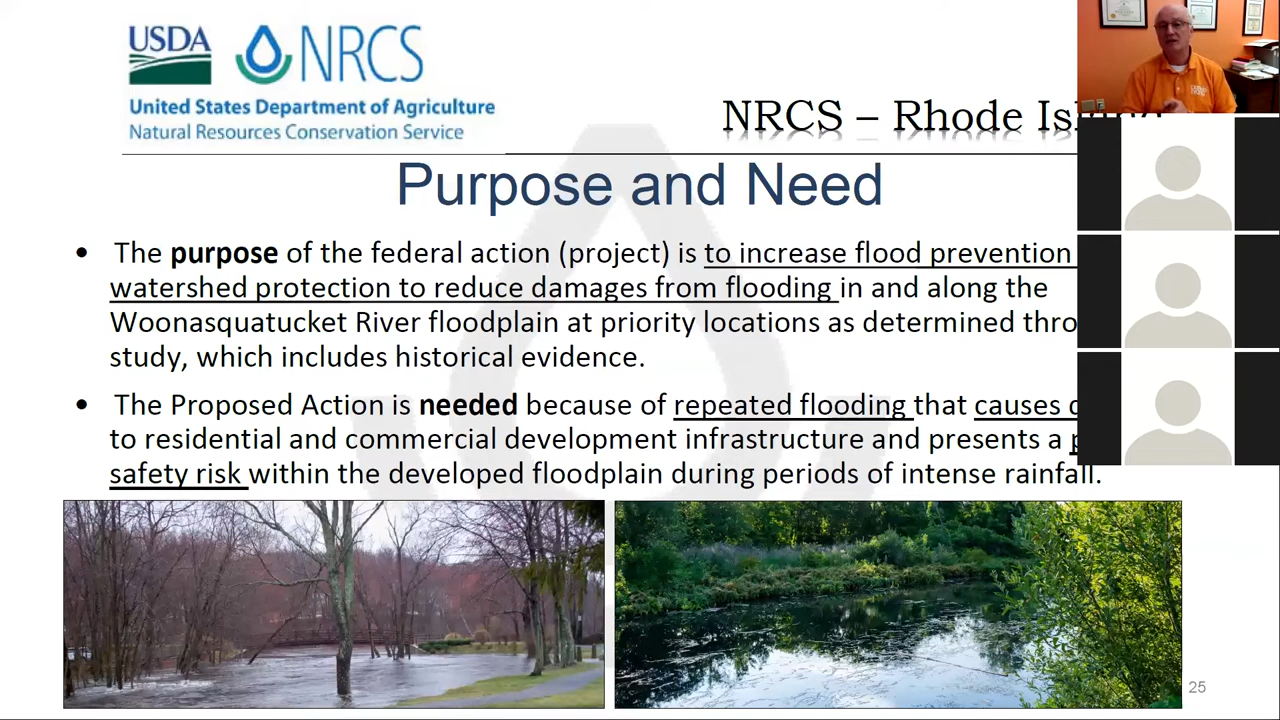 USDA NRCS
United States Department of Agriculture
Natural Resources Conservation Service
NRCS – Rhode
Purpose and Need
• The purpose of the federal action (project) is to increase flood prevention
watershed protection to reduce damages from flooding in and along the
Woonasquatucket River floodplain at priority locations as determined
study, which includes historical evidence.
• The Proposed Action is needed because of repeated flooding that causes
to residential and commercial development infrastructure and presents a
safety risk within the developed floodplain during periods of intense rainfall.
25